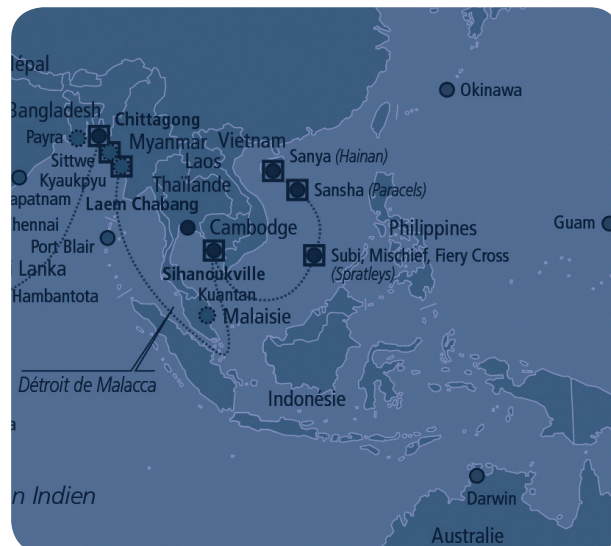 Népal
Okinawa
Bangladesh
Chittagong
Payra
Myanmar
Vietnam
Sittwe
Laos
Sanya (Hainan)
Kyaukpyu
Thaïlande
Sansha (Paracels)
apatnam
Laem Chabang
hennai
Cambodge
Philippines
Guam
Port Blair
Subi, Mischief, Fiery Cross
(Spratleys)
Lanka
Sihanoukville
Hambantota
Kuantan
Malaisie
Détroit de Malacca
Indonésie
a
n Indien
Darwin
Australie